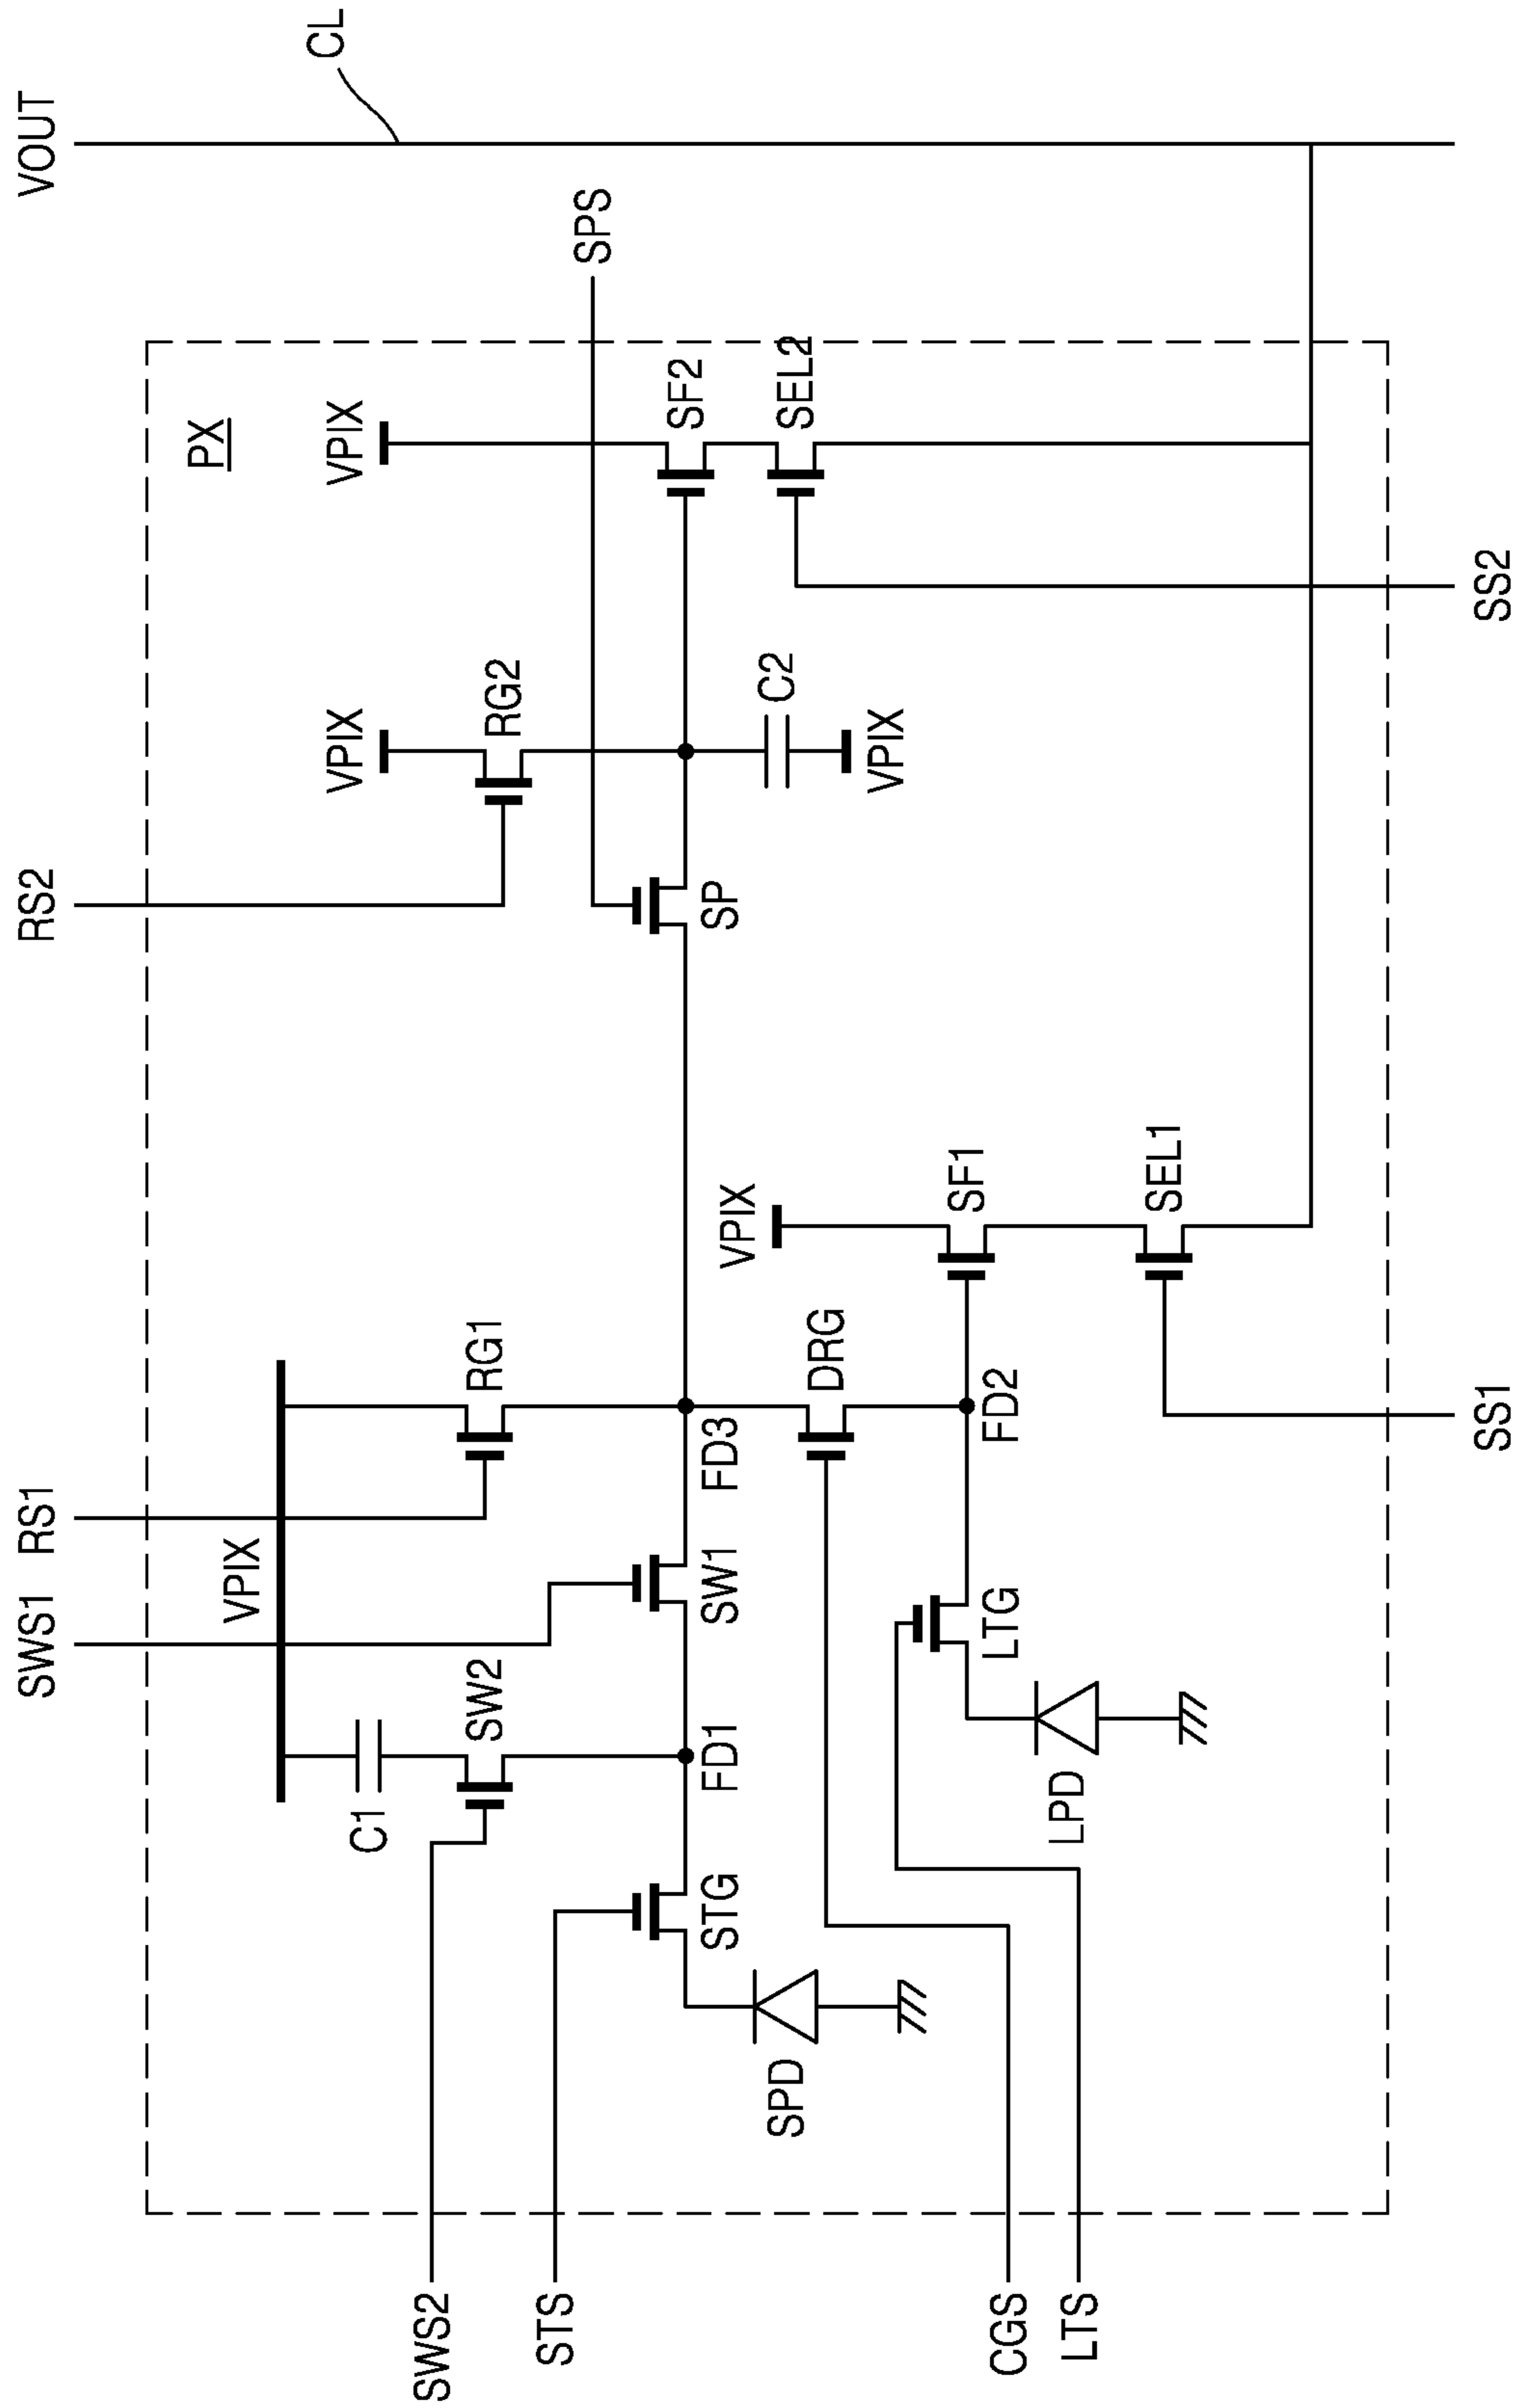 SWS1
RS1
RS2
VOUT
PX
VPIX
CL
VPIX
VPIX
C1
SWS2
SW2
RG1
RG2
STS
SPS
SF2
STG
FD1
SW1
FD3
SP
VPIX
C2
SPD
SEL2
DRG
VPIX
SF1
LTG
FD2
CGS
LPD
LTS
SEL1
SS1
SS2